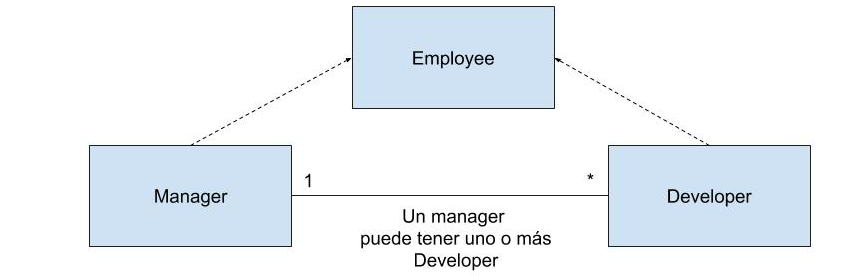 Employee
Manager
1
*
Developer
Un manager
puede tener uno o más
Developer